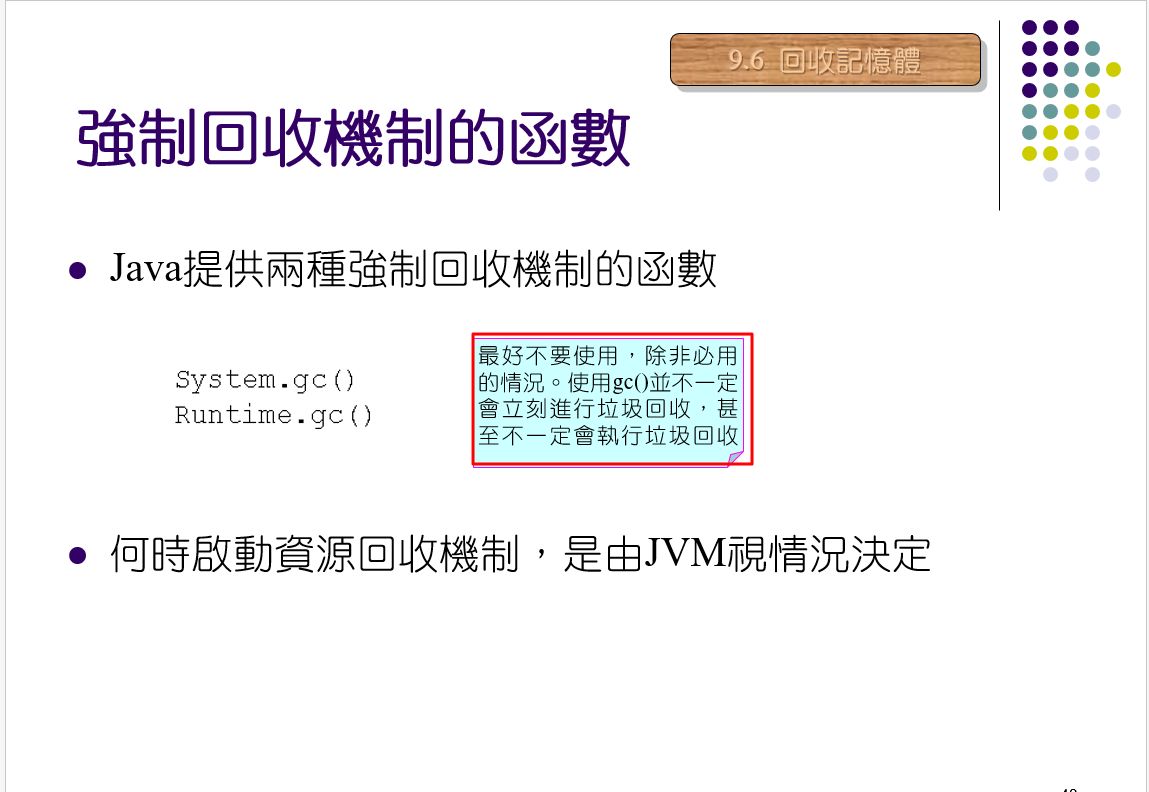 9.6 回收記憶體
強制回收機制的函數
Java提供兩種強制回收機制的函數
System.gc()
Runtime.gc()
最好不要使用，除非必用
的情況。使用gc()並不一定
會立刻進行垃圾回收，甚
至不一定會執行垃圾回收
何時啟動資源回收機制，是由JVM視情況決定